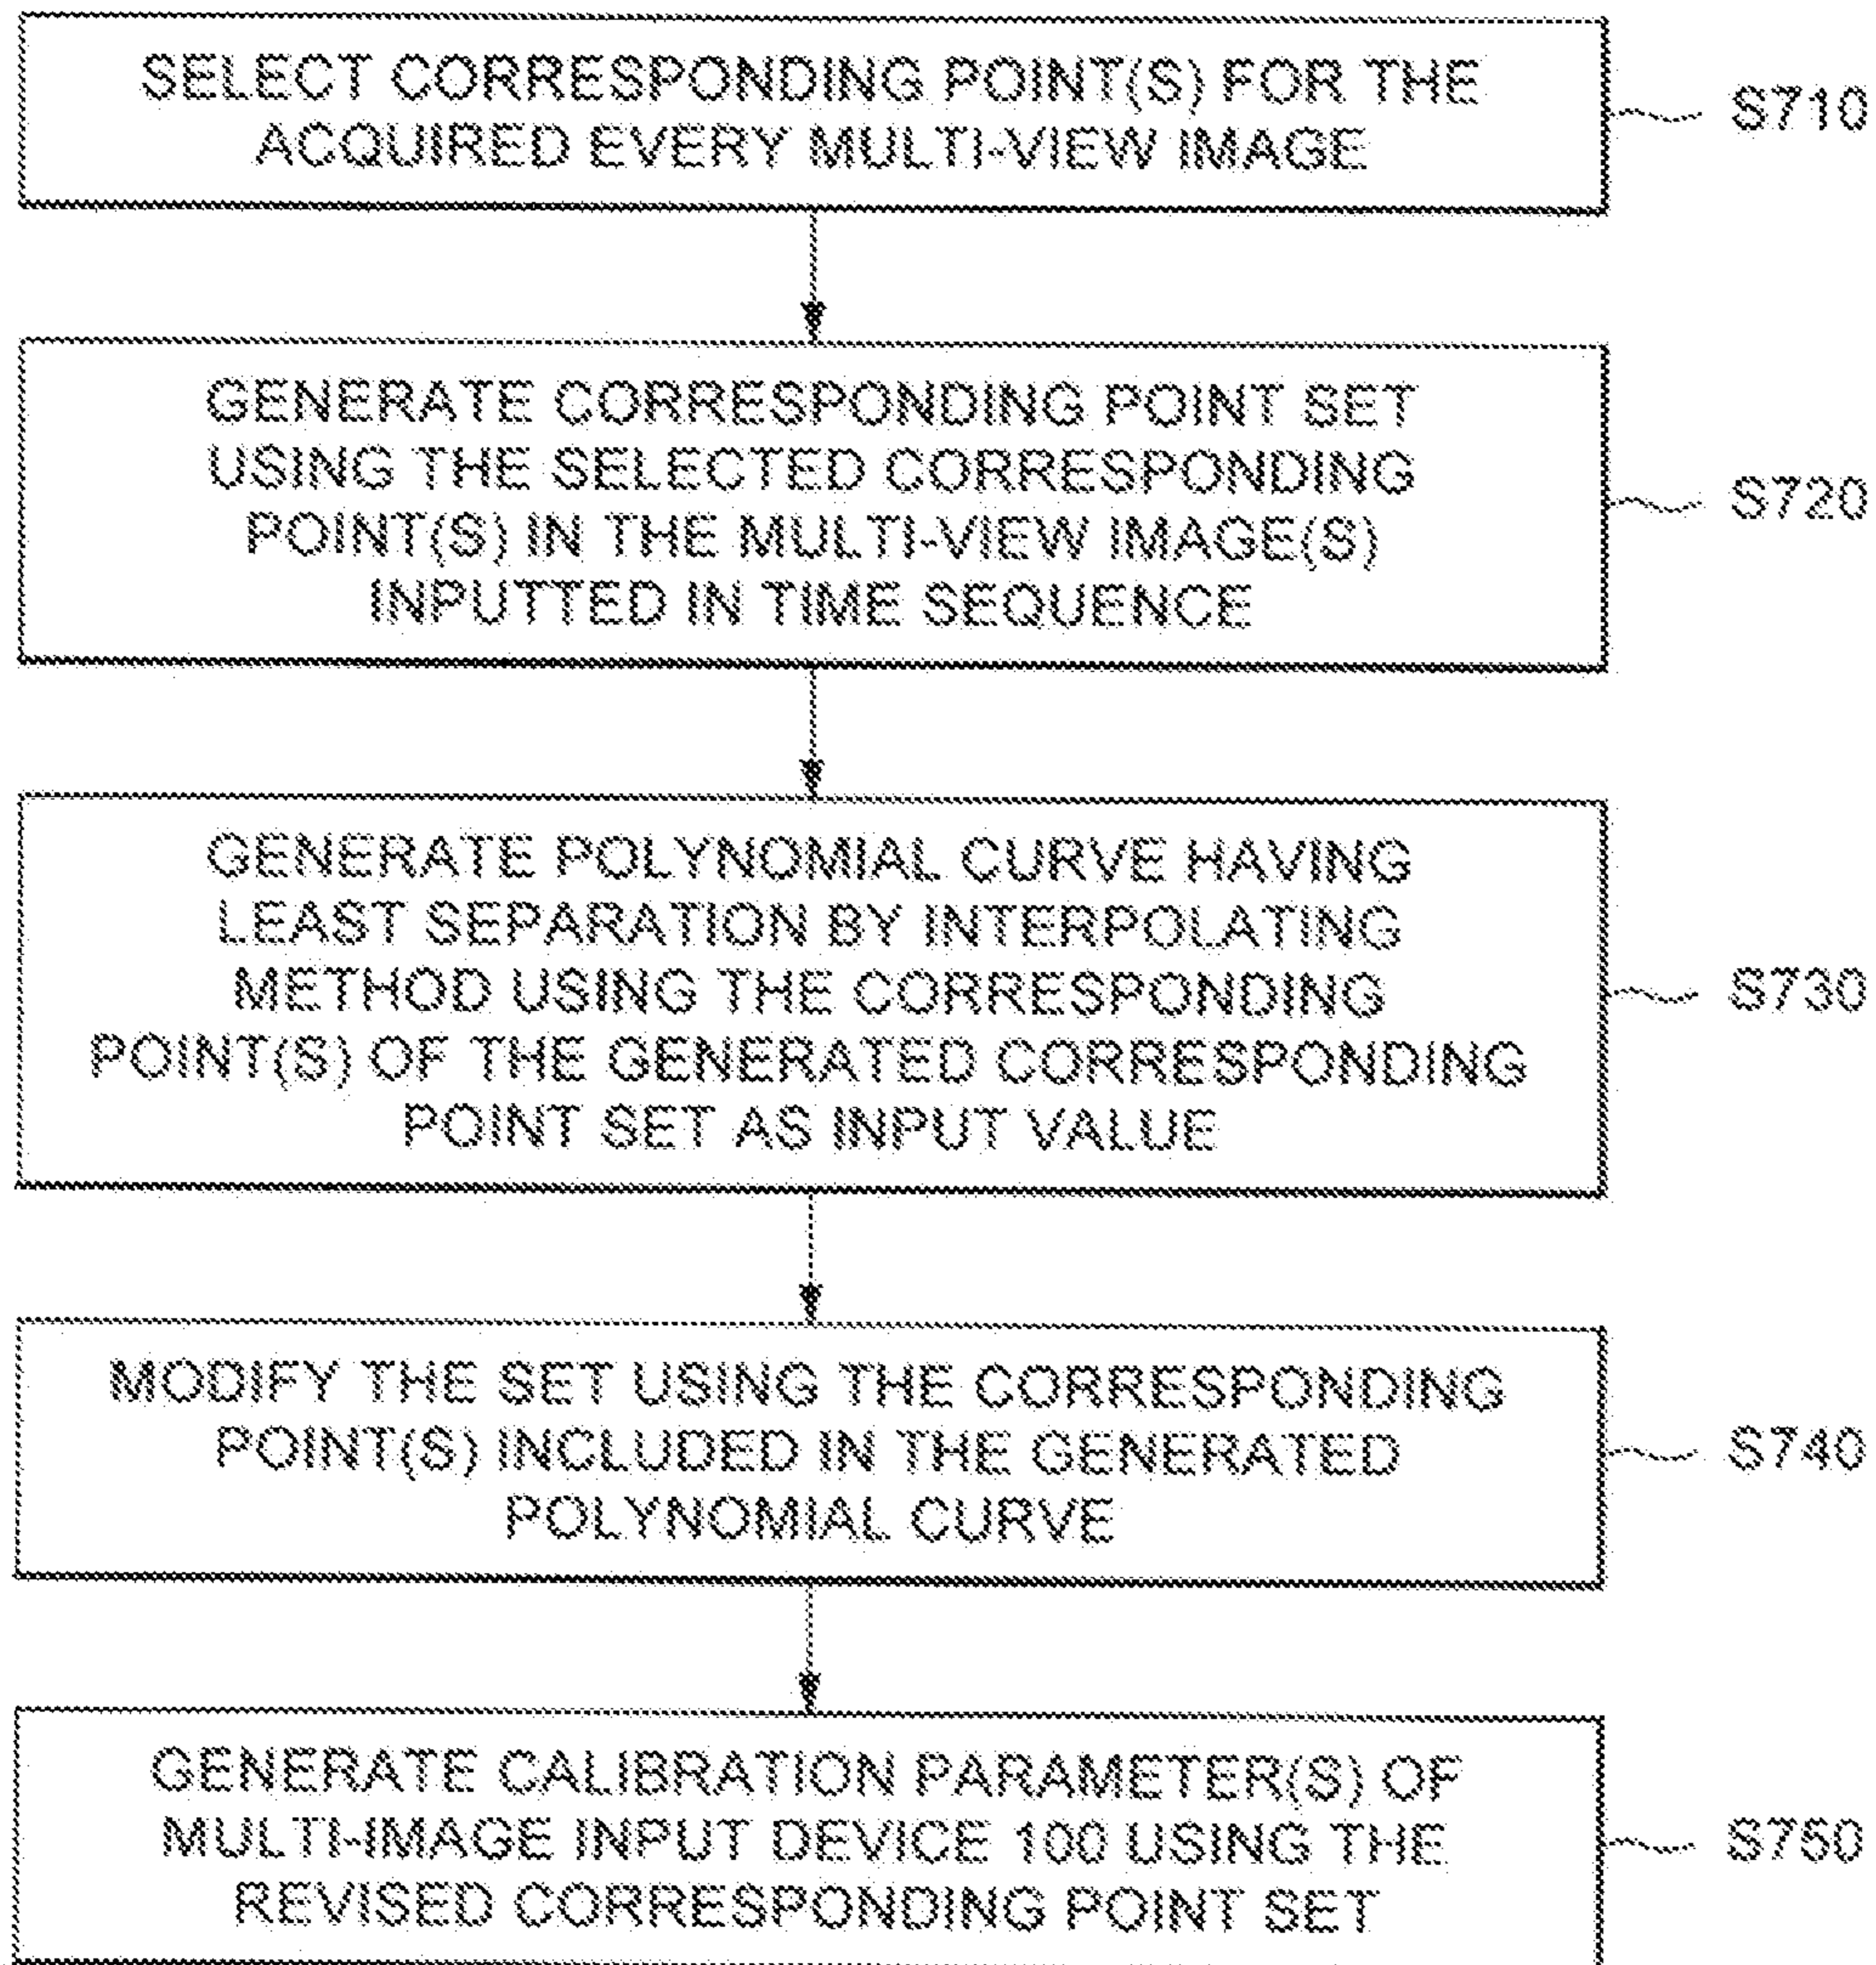 SELECT CORRESPONDING POINT(S) FOR THE
ACQUIRED EVERY MULTI-VIEW IMAGE
S710
GENERATE CORRESPONDING POINT SET
USING THE SELECTED CORRESPONDING
POINT(S) IN THE MULTI-VIEW IMAGE(S)
INPUTTED IN TIME SEQUENCE
S720
GENERATE POLYNOMIAL CURVE HAVING
LEAST SEPARATION BY INTERPOLATING
METHOD USING THE CORRESPONDING
POINT(S) OF THE GENERATED CORRESPONDING
POINT SET AS INPUT VALUE
S730
MODIFY THE SET USING THE CORRESPONDING
POINT(S) INCLUDED IN THE GENERATED
POLYNOMIAL CURVE
S740
GENERATE CALIBRATION PARAMETER(S) OF
MULTI-IMAGE INPUT DEVICE 100 USING THE
REVISED CORRESPONDING POINT SET
S750